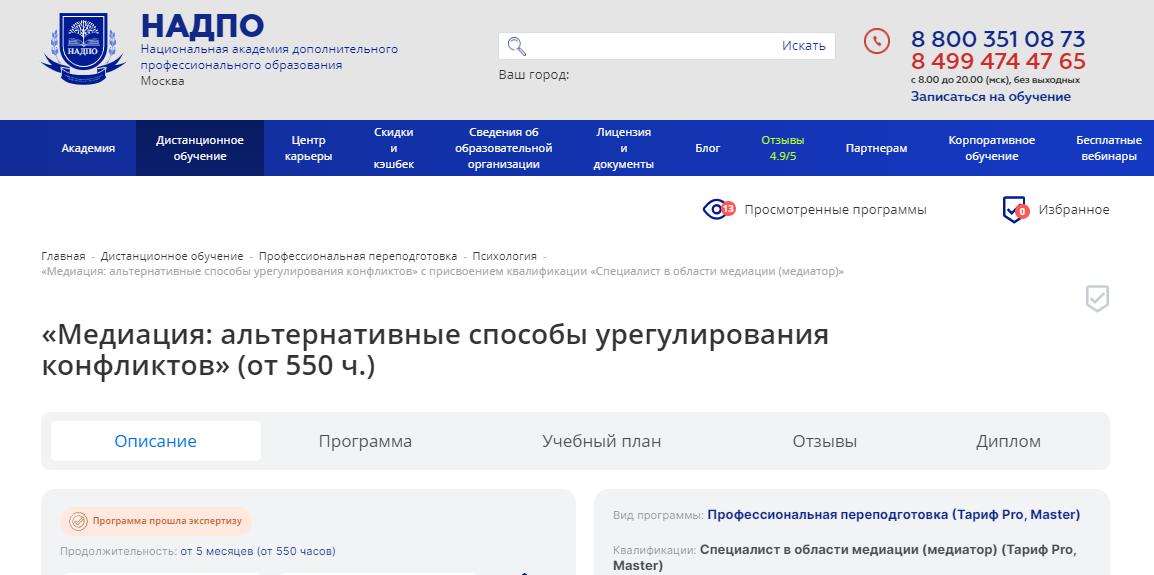 НАДПО
НАДПО
Национальная академия дополнительного
профессионального образования
Москва
Искать
Ваш город:
8 800 351 08 73
8 499 474 47 65
с 8.00 до 20.00 (мск), без выходных
Записаться на обучение
Академия
Дистанционное
обучение
Центр
карьеры
Скидки
и
кэшбек
Сведения об
образовательной
организации
Лицензия
и
документы
Блог
Отзывы
4.9/5
Партнерам
Корпоративное
обучение
Бесплатные
вебинары
13
Просмотренные программы
0
Избранное
Главная - Дистанционное обучение - Профессиональная переподготовка - Психология -
«Медиация: альтернативные способы урегулирования конфликтов» с присвоением квалификации «Специалист в области медиации (медиатор)»
«Медиация: альтернативные способы урегулирования
конфликтов» (от 550 ч.)
Описание
Программа
Учебный план
Отзывы
Диплом
Программа прошла экспертизу
Продолжительность: от 5 месяцев (от 550 часов)
Вид программы: Профессиональная переподготовка (Тариф Pro, Master)
Квалификации: Специалист в области медиации (медиатор) (Тариф Pro,
Master)